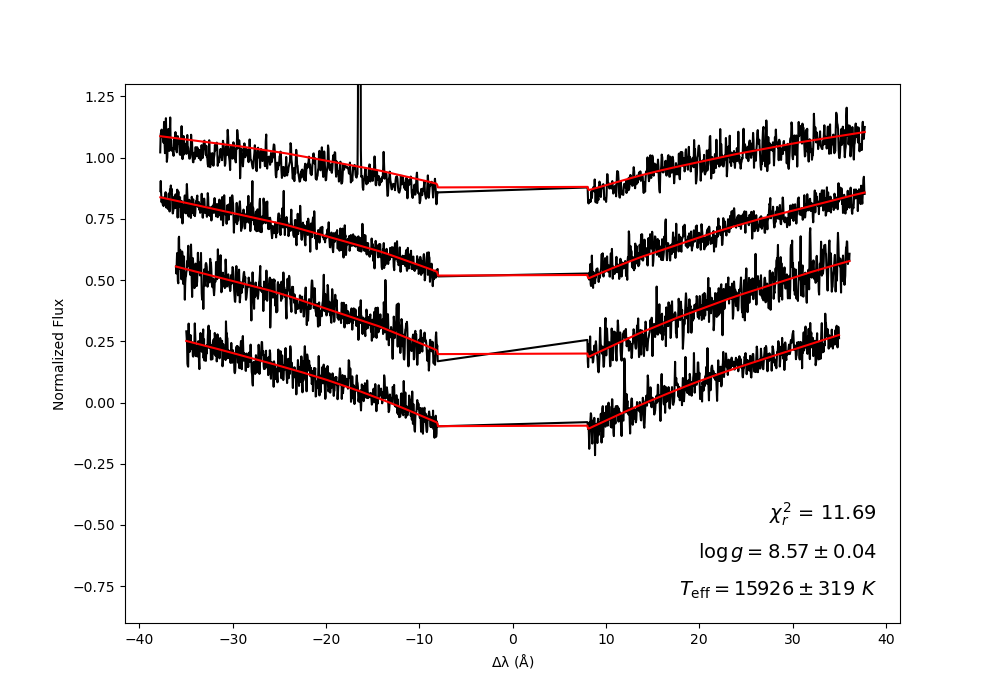 1.25
1.00
0.75
0.50
0.25
0.00
−0.25
−0.50
−0.75
Normalized Flux
χ²ᵣ = 11.69
log g = 8.57 ± 0.04
T_eff = 15926 ± 319 K
−40 −30 −20 −10 0 10 20 30 40
Δλ (Å)